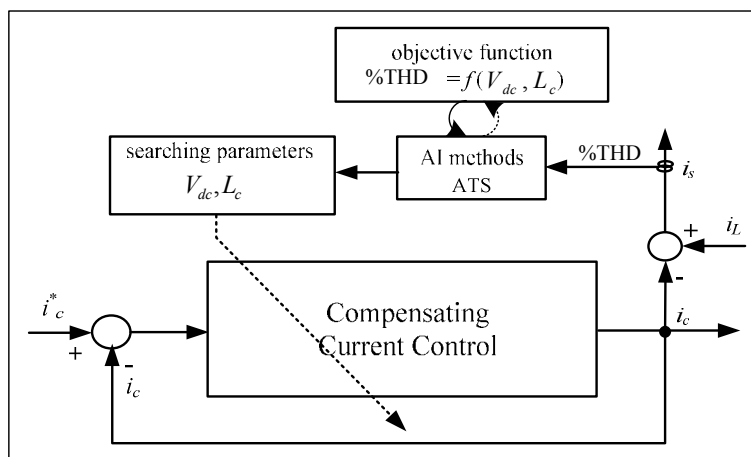 objective function
%THD = f(V_dc, L_c)
searching parameters
V_dc, L_c
AI methods
ATS
%THD
i_s
+
i_L
-
Compensating
Current Control
i*_c
+
-
i_c
i_c